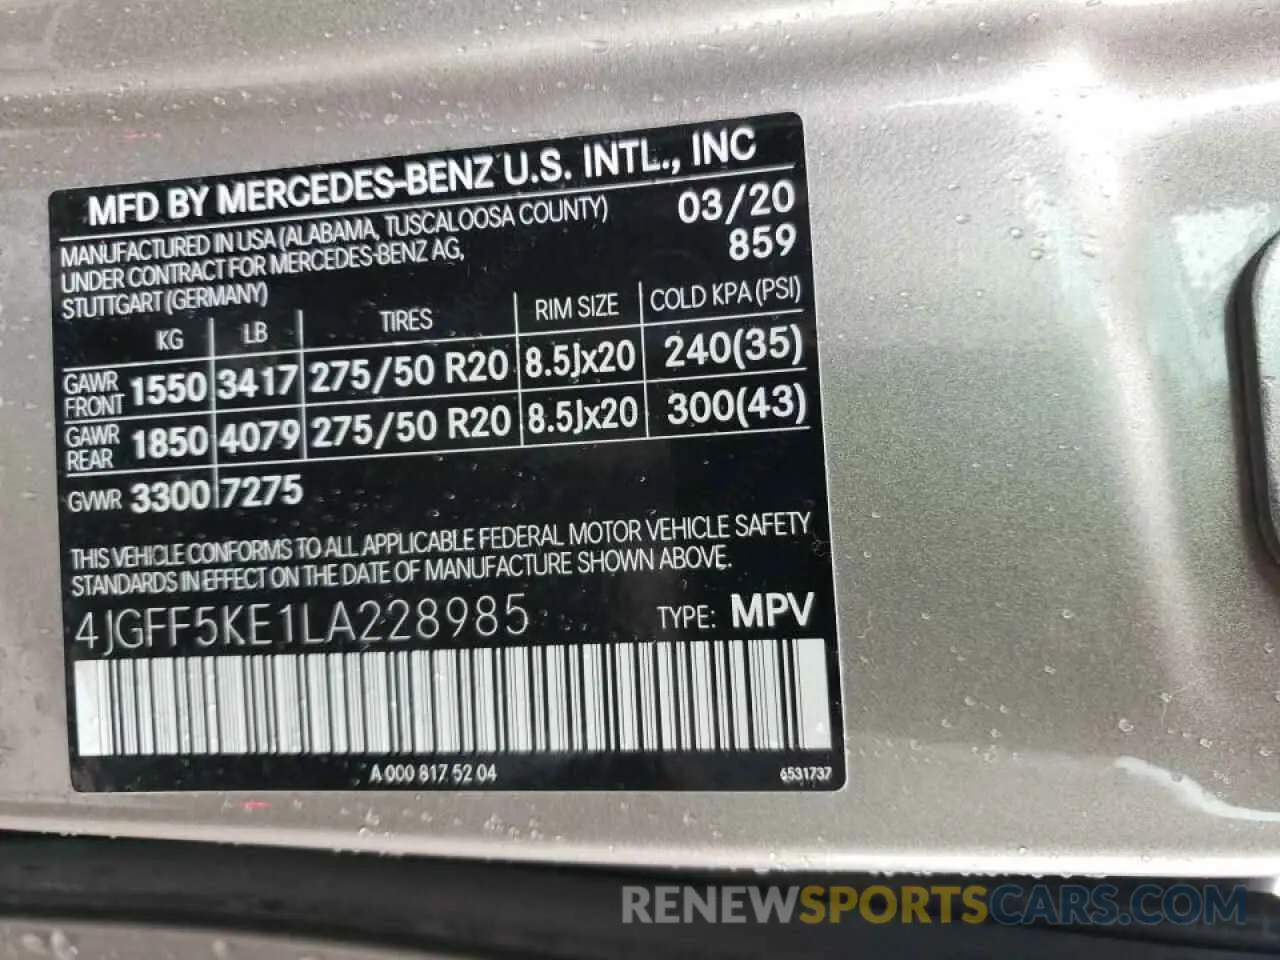 MFD BY MERCEDES-BENZ U.S. INTL., INC
MANUFACTURED IN USA (ALABAMA, TUSCALOOSA COUNTY) 03/20
UNDER CONTRACT FOR MERCEDES-BENZ AG, 859
STUTTGART (GERMANY)
KG LB TIRES RIM SIZE COLD KPA (PSI)
GAWR FRONT 1550 3417 275/50 R20 8.5Jx20 240(35)
GAWR REAR 1850 4079 275/50 R20 8.5Jx20 300(43)
GVWR 3300 7275
THIS VEHICLE CONFORMS TO ALL APPLICABLE FEDERAL MOTOR VEHICLE SAFETY
STANDARDS IN EFFECT ON THE DATE OF MANUFACTURE SHOWN ABOVE.
4JGFF5KE1LA228985 TYPE: MPV
A 000 817 52 04 6531737
RENEWSPORTSCARS.COM